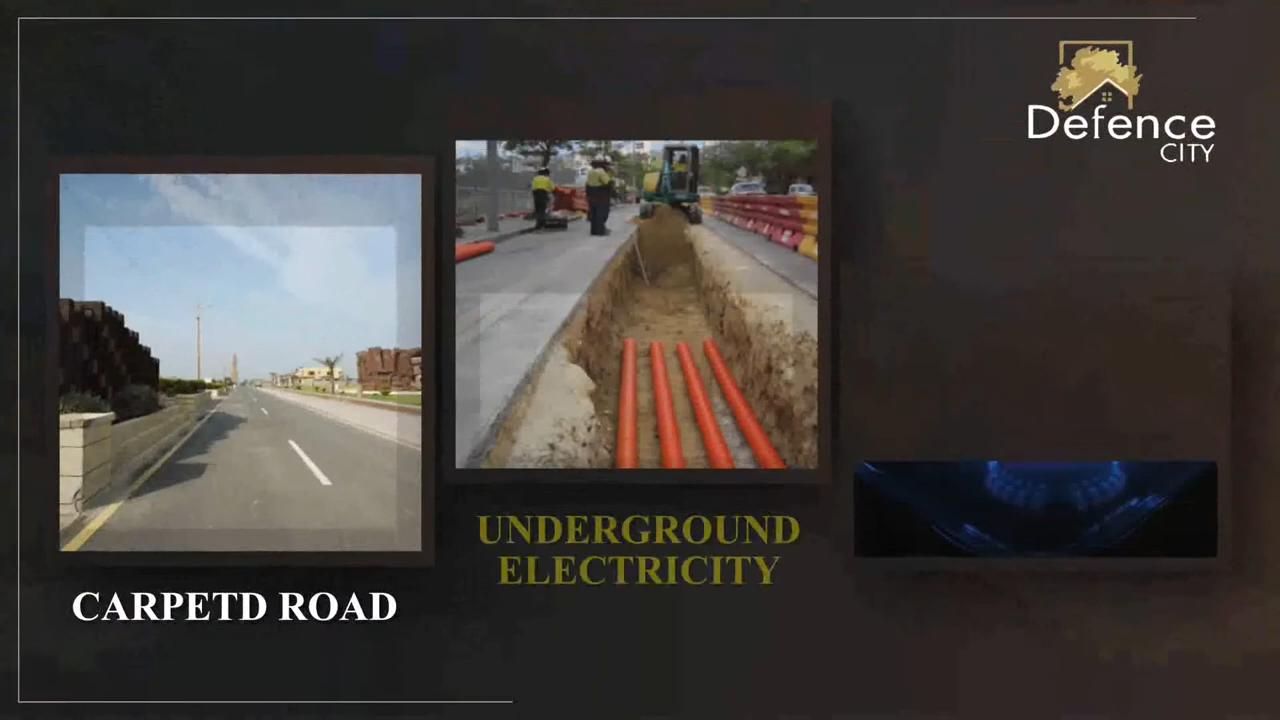 Defence
CITY
CARPETD ROAD
UNDERGROUND
ELECTRICITY